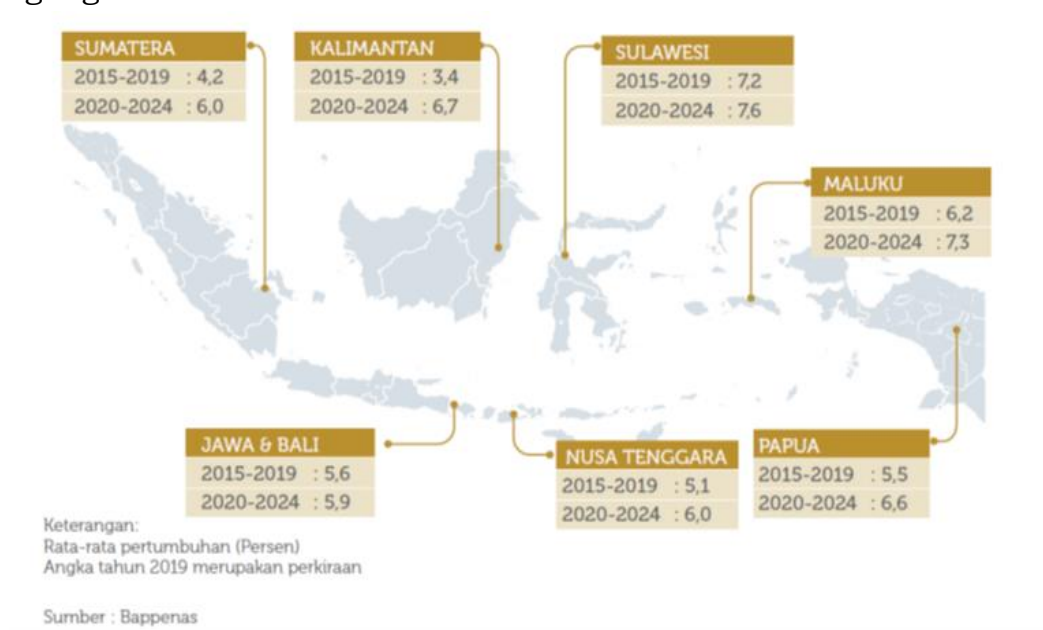 SUMATERA
2015-2019 : 4,2
2020-2024 : 6,0
KALIMANTAN
2015-2019 : 3,4
2020-2024 : 6,7
SULAWESI
2015-2019 : 7,2
2020-2024 : 7,6
MALUKU
2015-2019 : 6,2
2020-2024 : 7,3
JAWA & BALI
2015-2019 : 5,6
2020-2024 : 5,9
NUSA TENGGARA
2015-2019 : 5,1
2020-2024 : 6,0
PAPUA
2015-2019 : 5,5
2020-2024 : 6,6
Keterangan:
Rata-rata pertumbuhan (Persen)
Angka tahun 2019 merupakan perkiraan
Sumber : Bappenas